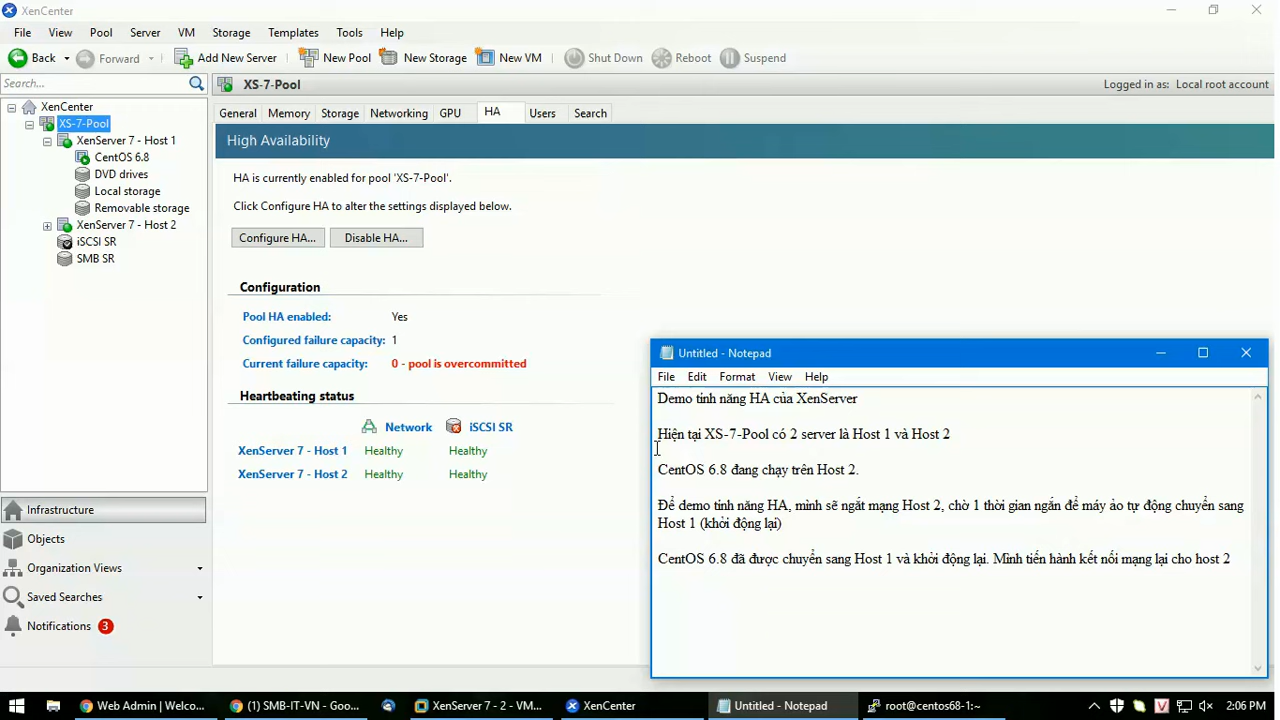 XenCenter
File View Pool Server VM Storage Templates Tools Help
Back Forward Add New Server New Pool New Storage New VM Shut Down Reboot Suspend
Search...
XS-7-Pool
Logged in as: Local root account
XenCenter
XS-7-Pool
XenServer 7 - Host 1
CentOS 6.8
DVD drives
Local storage
Removable storage
XenServer 7 - Host 2
iSCSI SR
SMB SR
Infrastructure
Objects
Organization Views
Saved Searches
Notifications 3
General Memory Storage Networking GPU HA Users Search
High Availability
HA is currently enabled for pool 'XS-7-Pool'.
Click Configure HA to alter the settings displayed below.
Configure HA... Disable HA...
Configuration
Pool HA enabled: Yes
Configured failure capacity: 1
Current failure capacity: 0 - pool is overcommitted
Heartbeating status
Network iSCSI SR
XenServer 7 - Host 1 Healthy Healthy
XenServer 7 - Host 2 Healthy Healthy
Untitled - Notepad
File Edit Format View Help
Demo tính năng HA của XenServer
Hiện tại XS-7-Pool có 2 server là Host 1 và Host 2
CentOS 6.8 đang chạy trên Host 2.
Để demo tính năng HA, mình sẽ ngắt mạng Host 2, chờ 1 thời gian ngắn để máy ảo tự động chuyển sang
Host 1 (khởi động lại)
CentOS 6.8 đã được chuyển sang Host 1 và khởi động lại. Mình tiến hành kết nối mạng lại cho host 2
Web Admin | Welco... (1) SMB-IT-VN - Goo... XenServer 7 - 2 - VM... XenCenter Untitled - Notepad root@centos68-1:~ V 2:06 PM